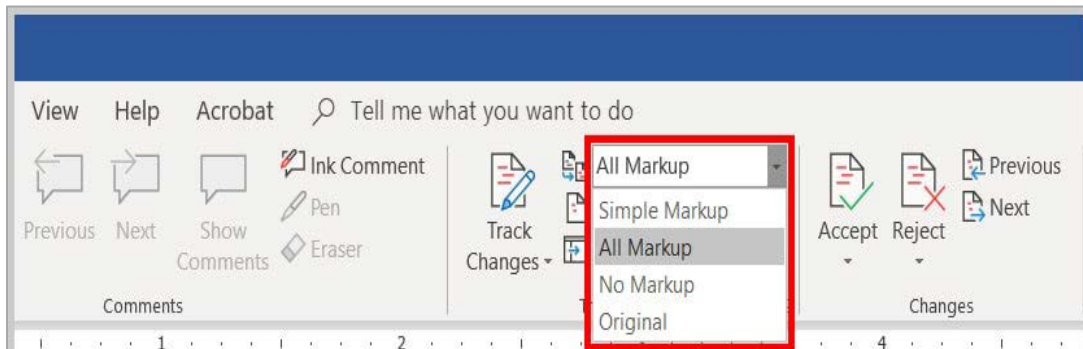 View Help Acrobat Tell me what you want to do
Ink Comment
Pen
Eraser
Previous
Next
Show Comments
Comments
Track Changes
All Markup
Simple Markup
All Markup
No Markup
Original
Accept
Reject
Previous
Next
Changes
1 2 4